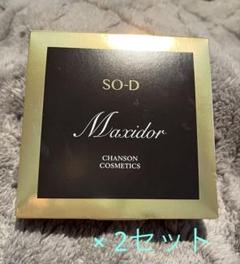 SO-D
Maxidor
CHANSON
COSMETICS
×2セット